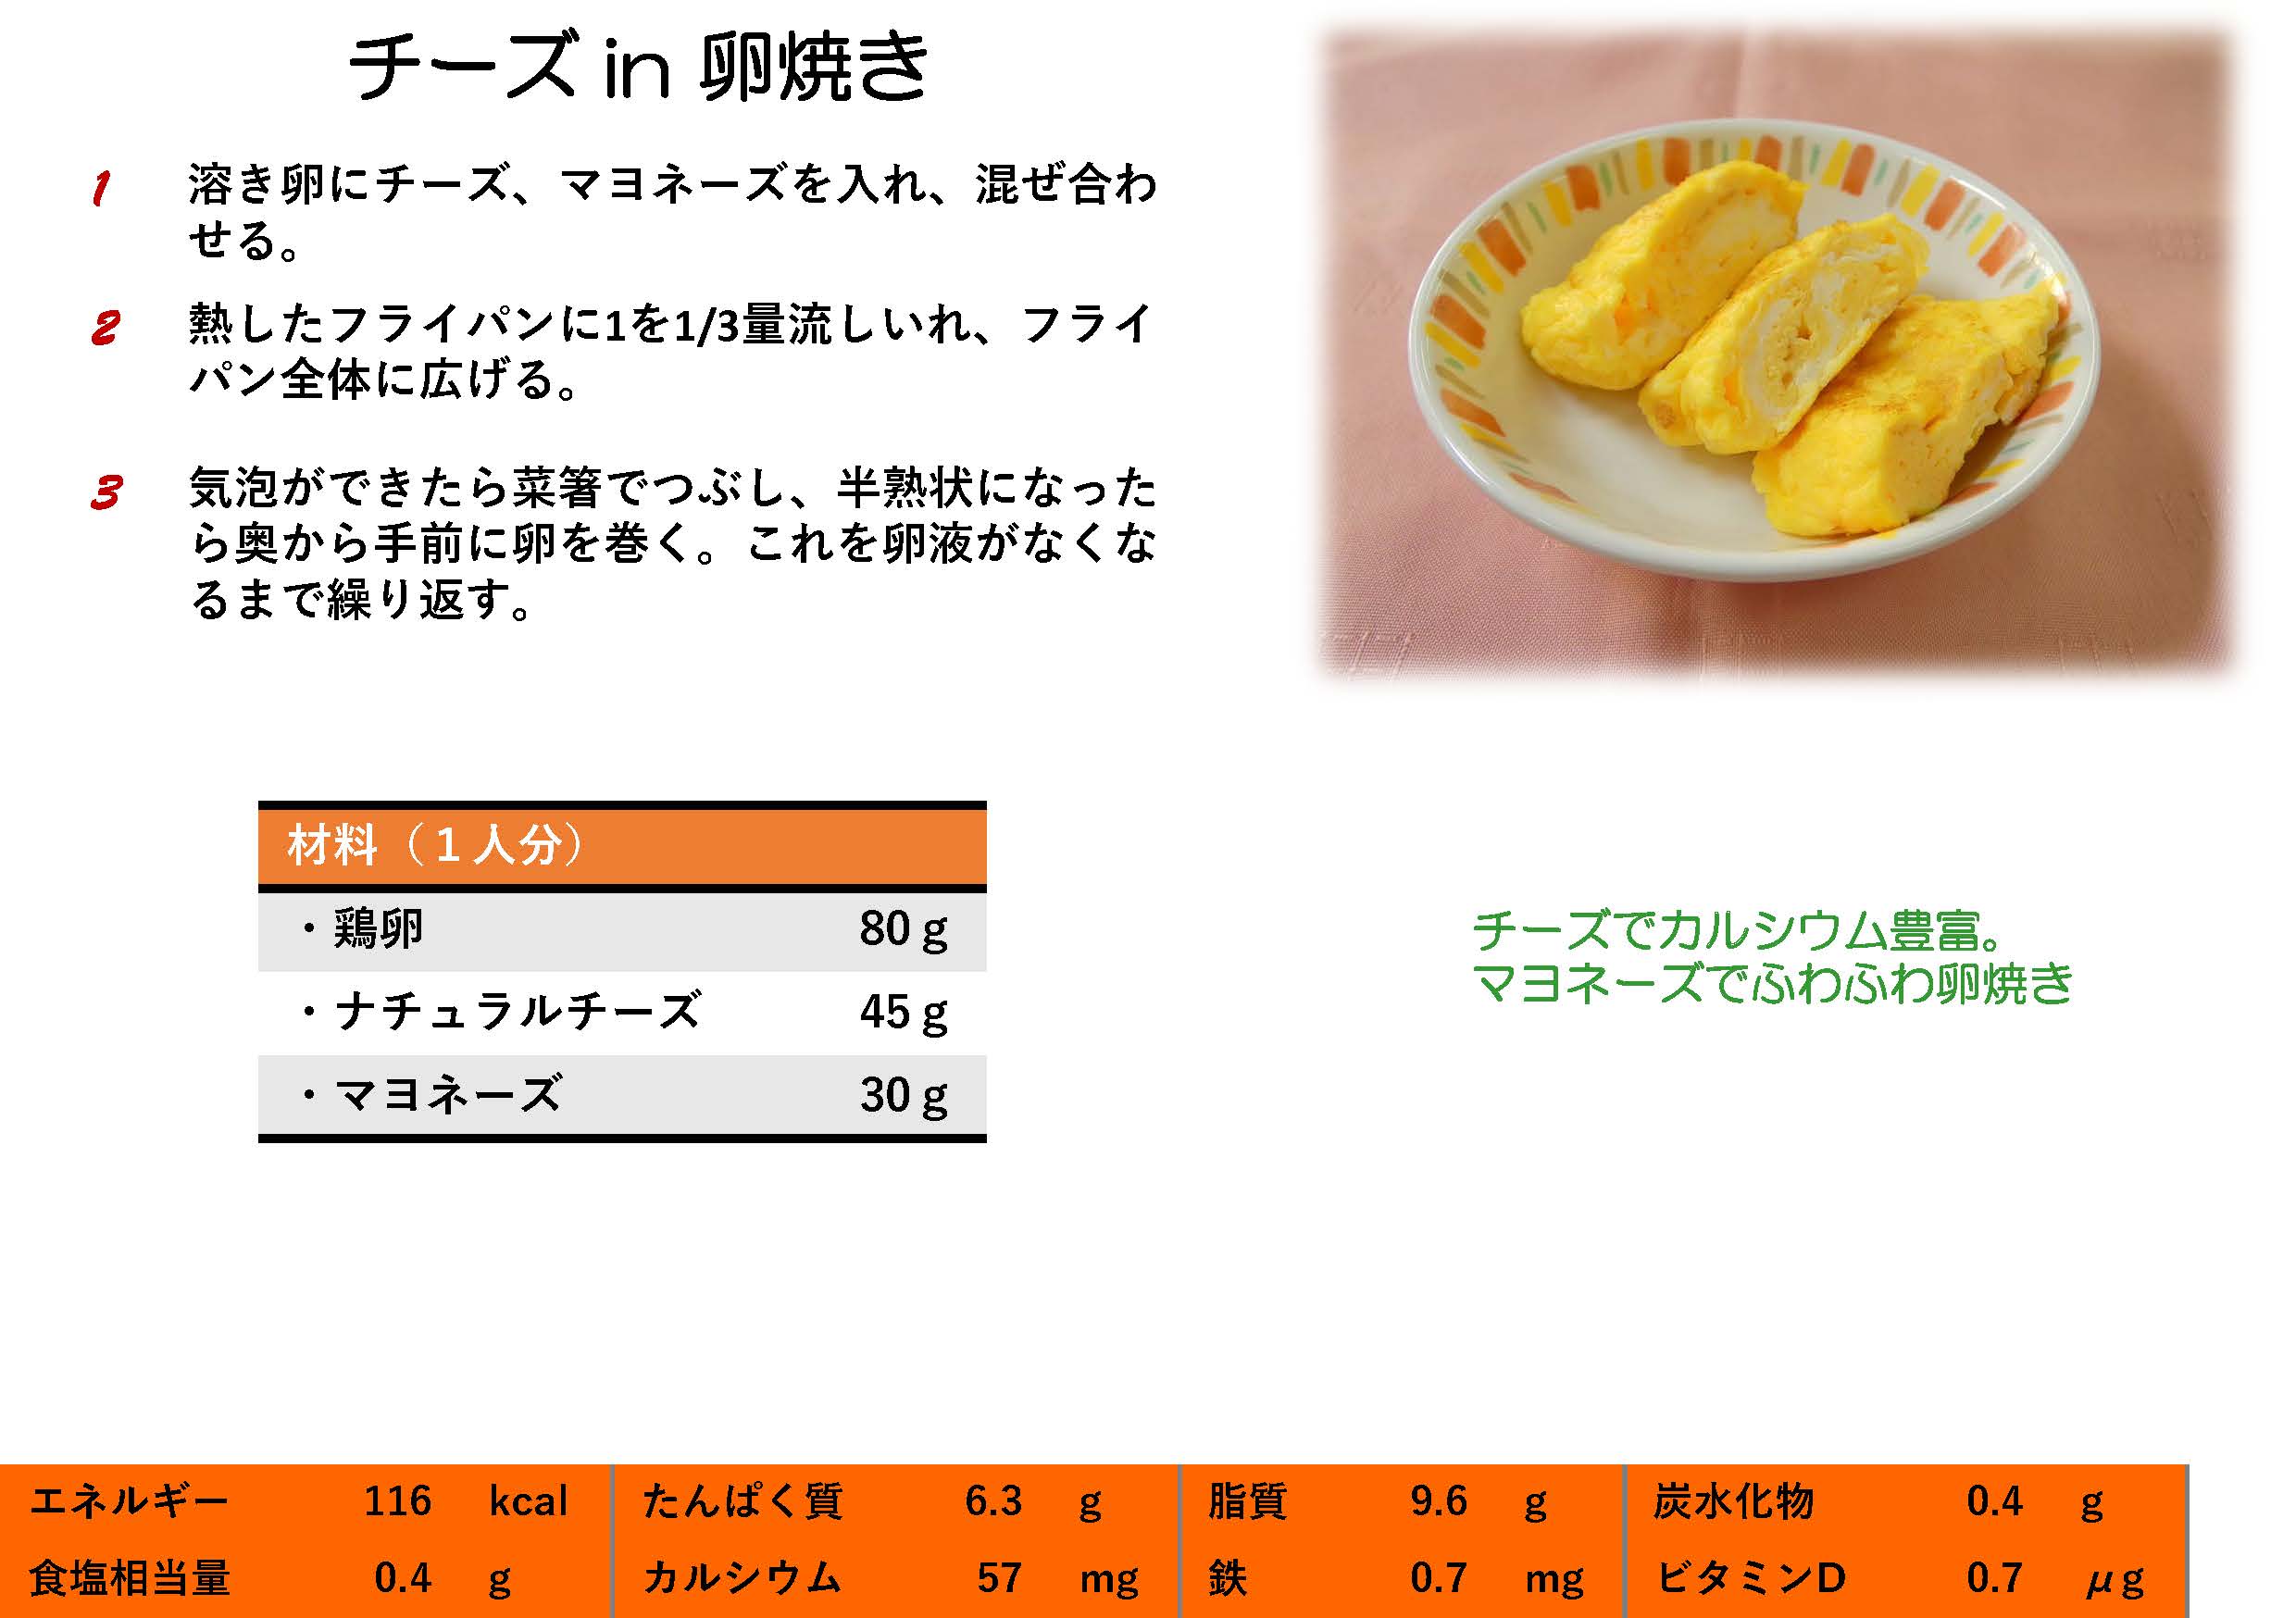 チーズ in 卵焼き
1 溶き卵にチーズ、マヨネーズを入れ、混ぜ合わ
せる。
2 熱したフライパンに1を1/3量流しいれ、フライ
パン全体に広げる。
3 気泡ができたら菜箸でつぶし、半熟状になった
ら奥から手前に卵を巻く。これを卵液がなくな
るまで繰り返す。
材料（１人分）
・鶏卵 80 g
・ナチュラルチーズ 45 g
・マヨネーズ 30 g
チーズでカルシウム豊富。
マヨネーズでふわふわ卵焼き
エネルギー 116 kcal たんぱく質 6.3 g 脂質 9.6 g 炭水化物 0.4 g
食塩相当量 0.4 g カルシウム 57 mg 鉄 0.7 mg ビタミンD 0.7 μg